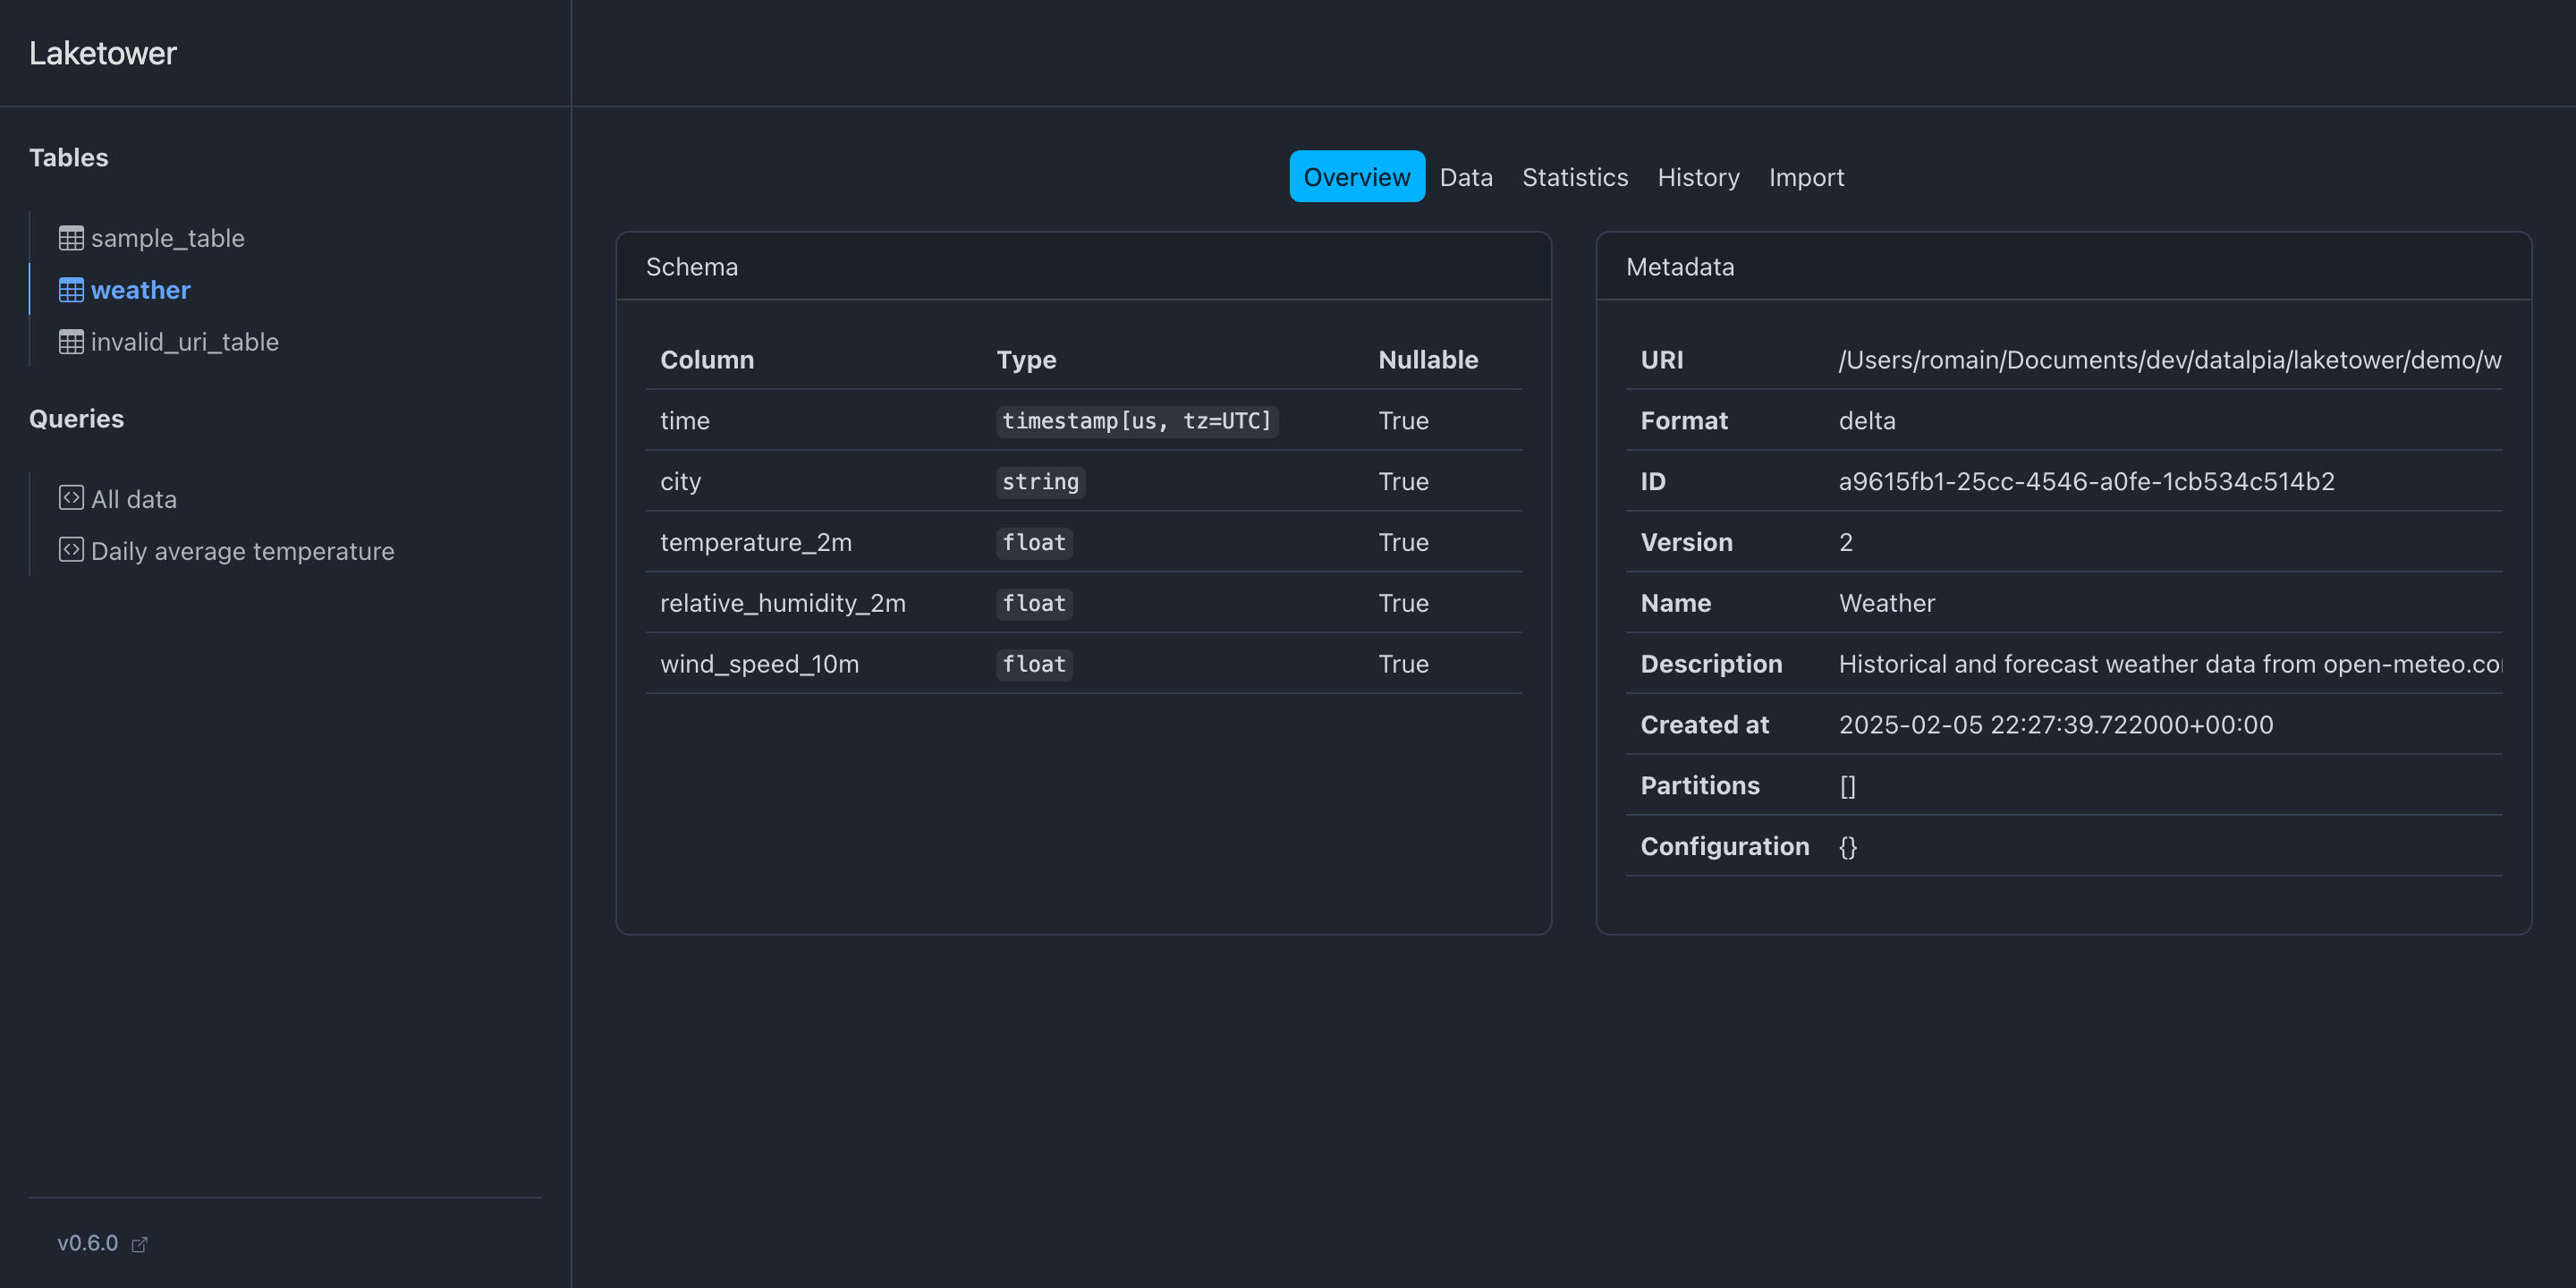 Laketower
Tables
sample_table
weather
invalid_uri_table
Queries
All data
Daily average temperature
v0.6.0
Overview Data Statistics History Import
Schema
Column Type Nullable
time timestamp[us, tz=UTC] True
city string True
temperature_2m float True
relative_humidity_2m float True
wind_speed_10m float True
Metadata
URI /Users/romain/Documents/dev/datalpia/laketower/demo/w
Format delta
ID a9615fb1-25cc-4546-a0fe-1cb534c514b2
Version 2
Name Weather
Description Historical and forecast weather data from open-meteo.co
Created at 2025-02-05 22:27:39.722000+00:00
Partitions []
Configuration {}